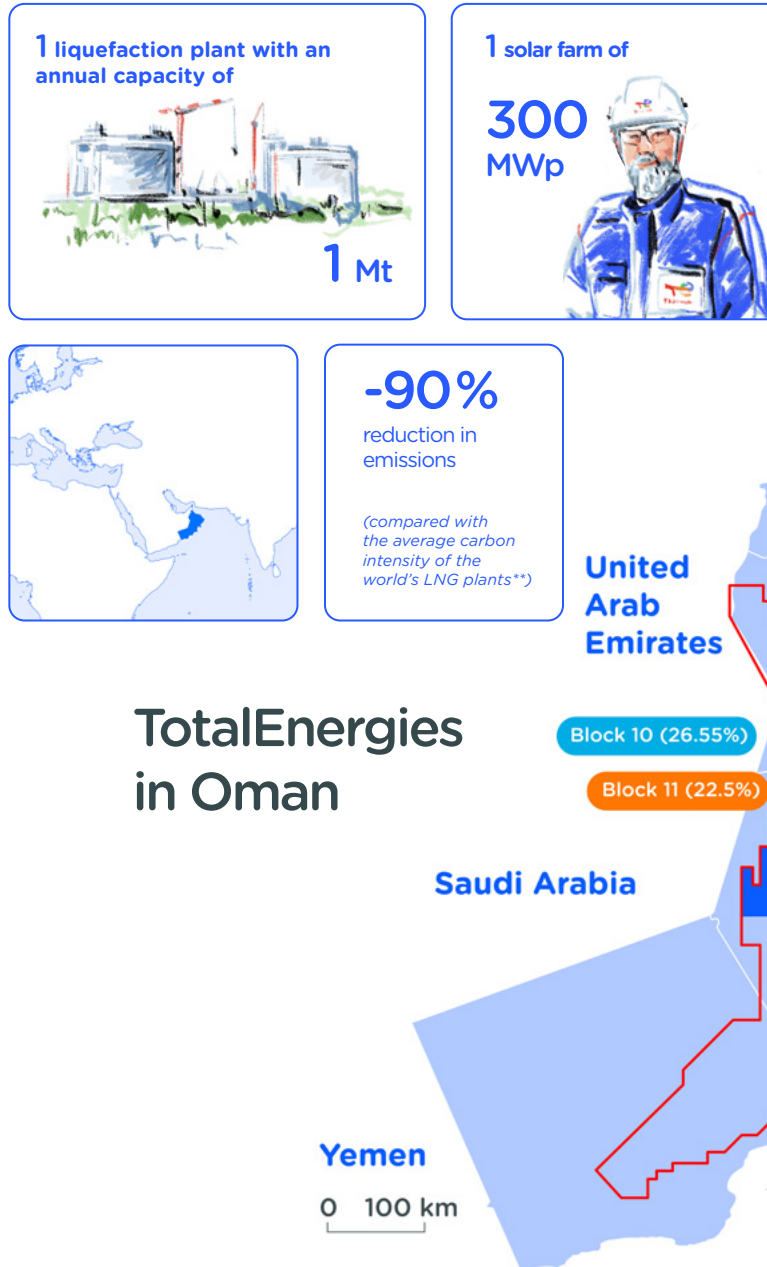 1 liquefaction plant with an
annual capacity of
1 Mt
1 solar farm of
300
MWp
-90%
reduction in
emissions
(compared with
the average carbon
intensity of the
world's LNG plants**)
United
Arab
Emirates
TotalEnergies
in Oman
Block 10 (26.55%)
Block 11 (22.5%)
Saudi Arabia
Yemen
0 100 km